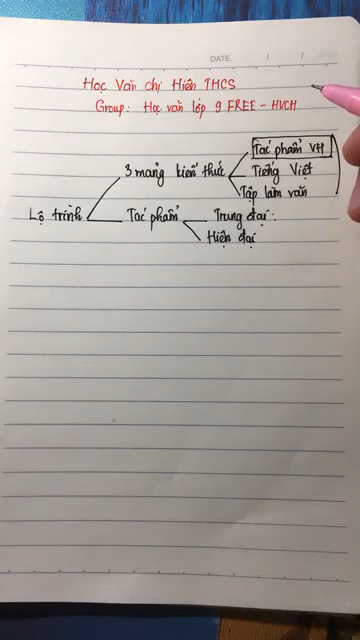 DATE. / /
Học Văn chị Hiên THCS
Group: Học văn lớp 9 FREE - HVCH
Tác phẩm VH
3 mảng kiến thức
Tiếng Việt
Tập làm văn
Lộ trình
Tác phẩm
Trung đại:
Hiện đại